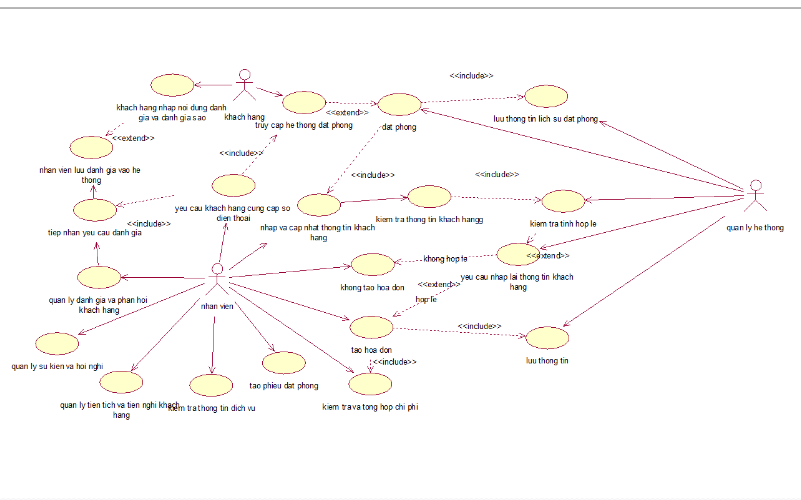 <<include>>
khach hang nhap noi dung danh
gia va danh gia sao
khach hang
<<extend>>
truy cap he thong dat phong
dat phong
luu thong tin lich su dat phong
<<extend>>
<<include>>
nhan vien luu danh gia vao he
thong
<<include>>
<<include>>
yeu cau khach hang cung cap so
dien thoai
<<include>>
kiem tra thong tin khach hangg
kiem tra tinh hop le
quan ly he thong
tiep nhan yeu cau danh gia
nhap va cap nhat thong tin khach
hang
khong hop le
<<extend>>
yeu cau nhap lai thong tin khach
hang
khong tao hoa don
<<extend>>
hop le
quan ly danh gia va phan hoi
khach hang
nhan vien
<<include>>
tao hoa don
luu thong tin
<<include>>
quan ly su kien va hoi nghi
tao phieu dat phong
quan ly tien tich va tien nghi khach
hang
kiem tra thong tin dich vu
kiem tra va tong hop chi phi